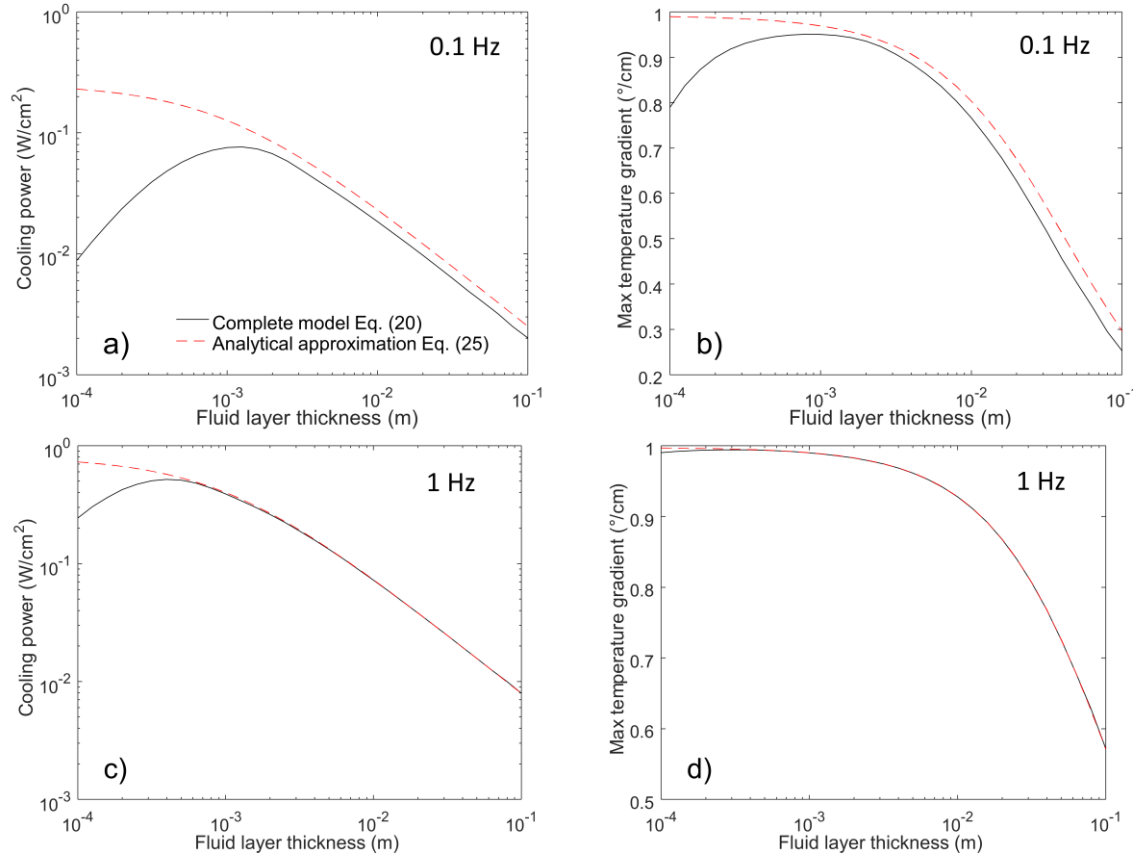 10^0
10^-1
10^-2
10^-3
Cooling power (W/cm^2)
0.1 Hz
Complete model Eq. (20)
Analytical approximation Eq. (25)
a)
10^-4 10^-3 10^-2 10^-1
Fluid layer thickness (m)
1
0.9
0.8
0.7
0.6
0.5
0.4
0.3
0.2
Max temperature gradient (°/cm)
0.1 Hz
b)
10^-4 10^-3 10^-2 10^-1
Fluid layer thickness (m)
10^0
10^-1
10^-2
10^-3
Cooling power (W/cm^2)
1 Hz
c)
10^-4 10^-3 10^-2 10^-1
Fluid layer thickness (m)
1
0.9
0.8
0.7
0.6
0.5
Max temperature gradient (°/cm)
1 Hz
d)
10^-4 10^-3 10^-2 10^-1
Fluid layer thickness (m)